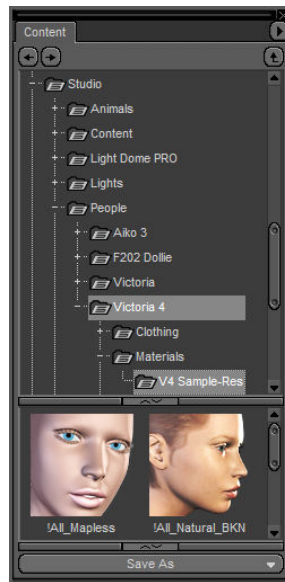 Content
Studio
Animals
Content
Light Dome PRO
Lights
People
Aiko 3
F202 Dollie
Victoria
Victoria 4
Clothing
Materials
V4 Sample-Res
!All_Mapless
!All_Natural_BKN
Save As